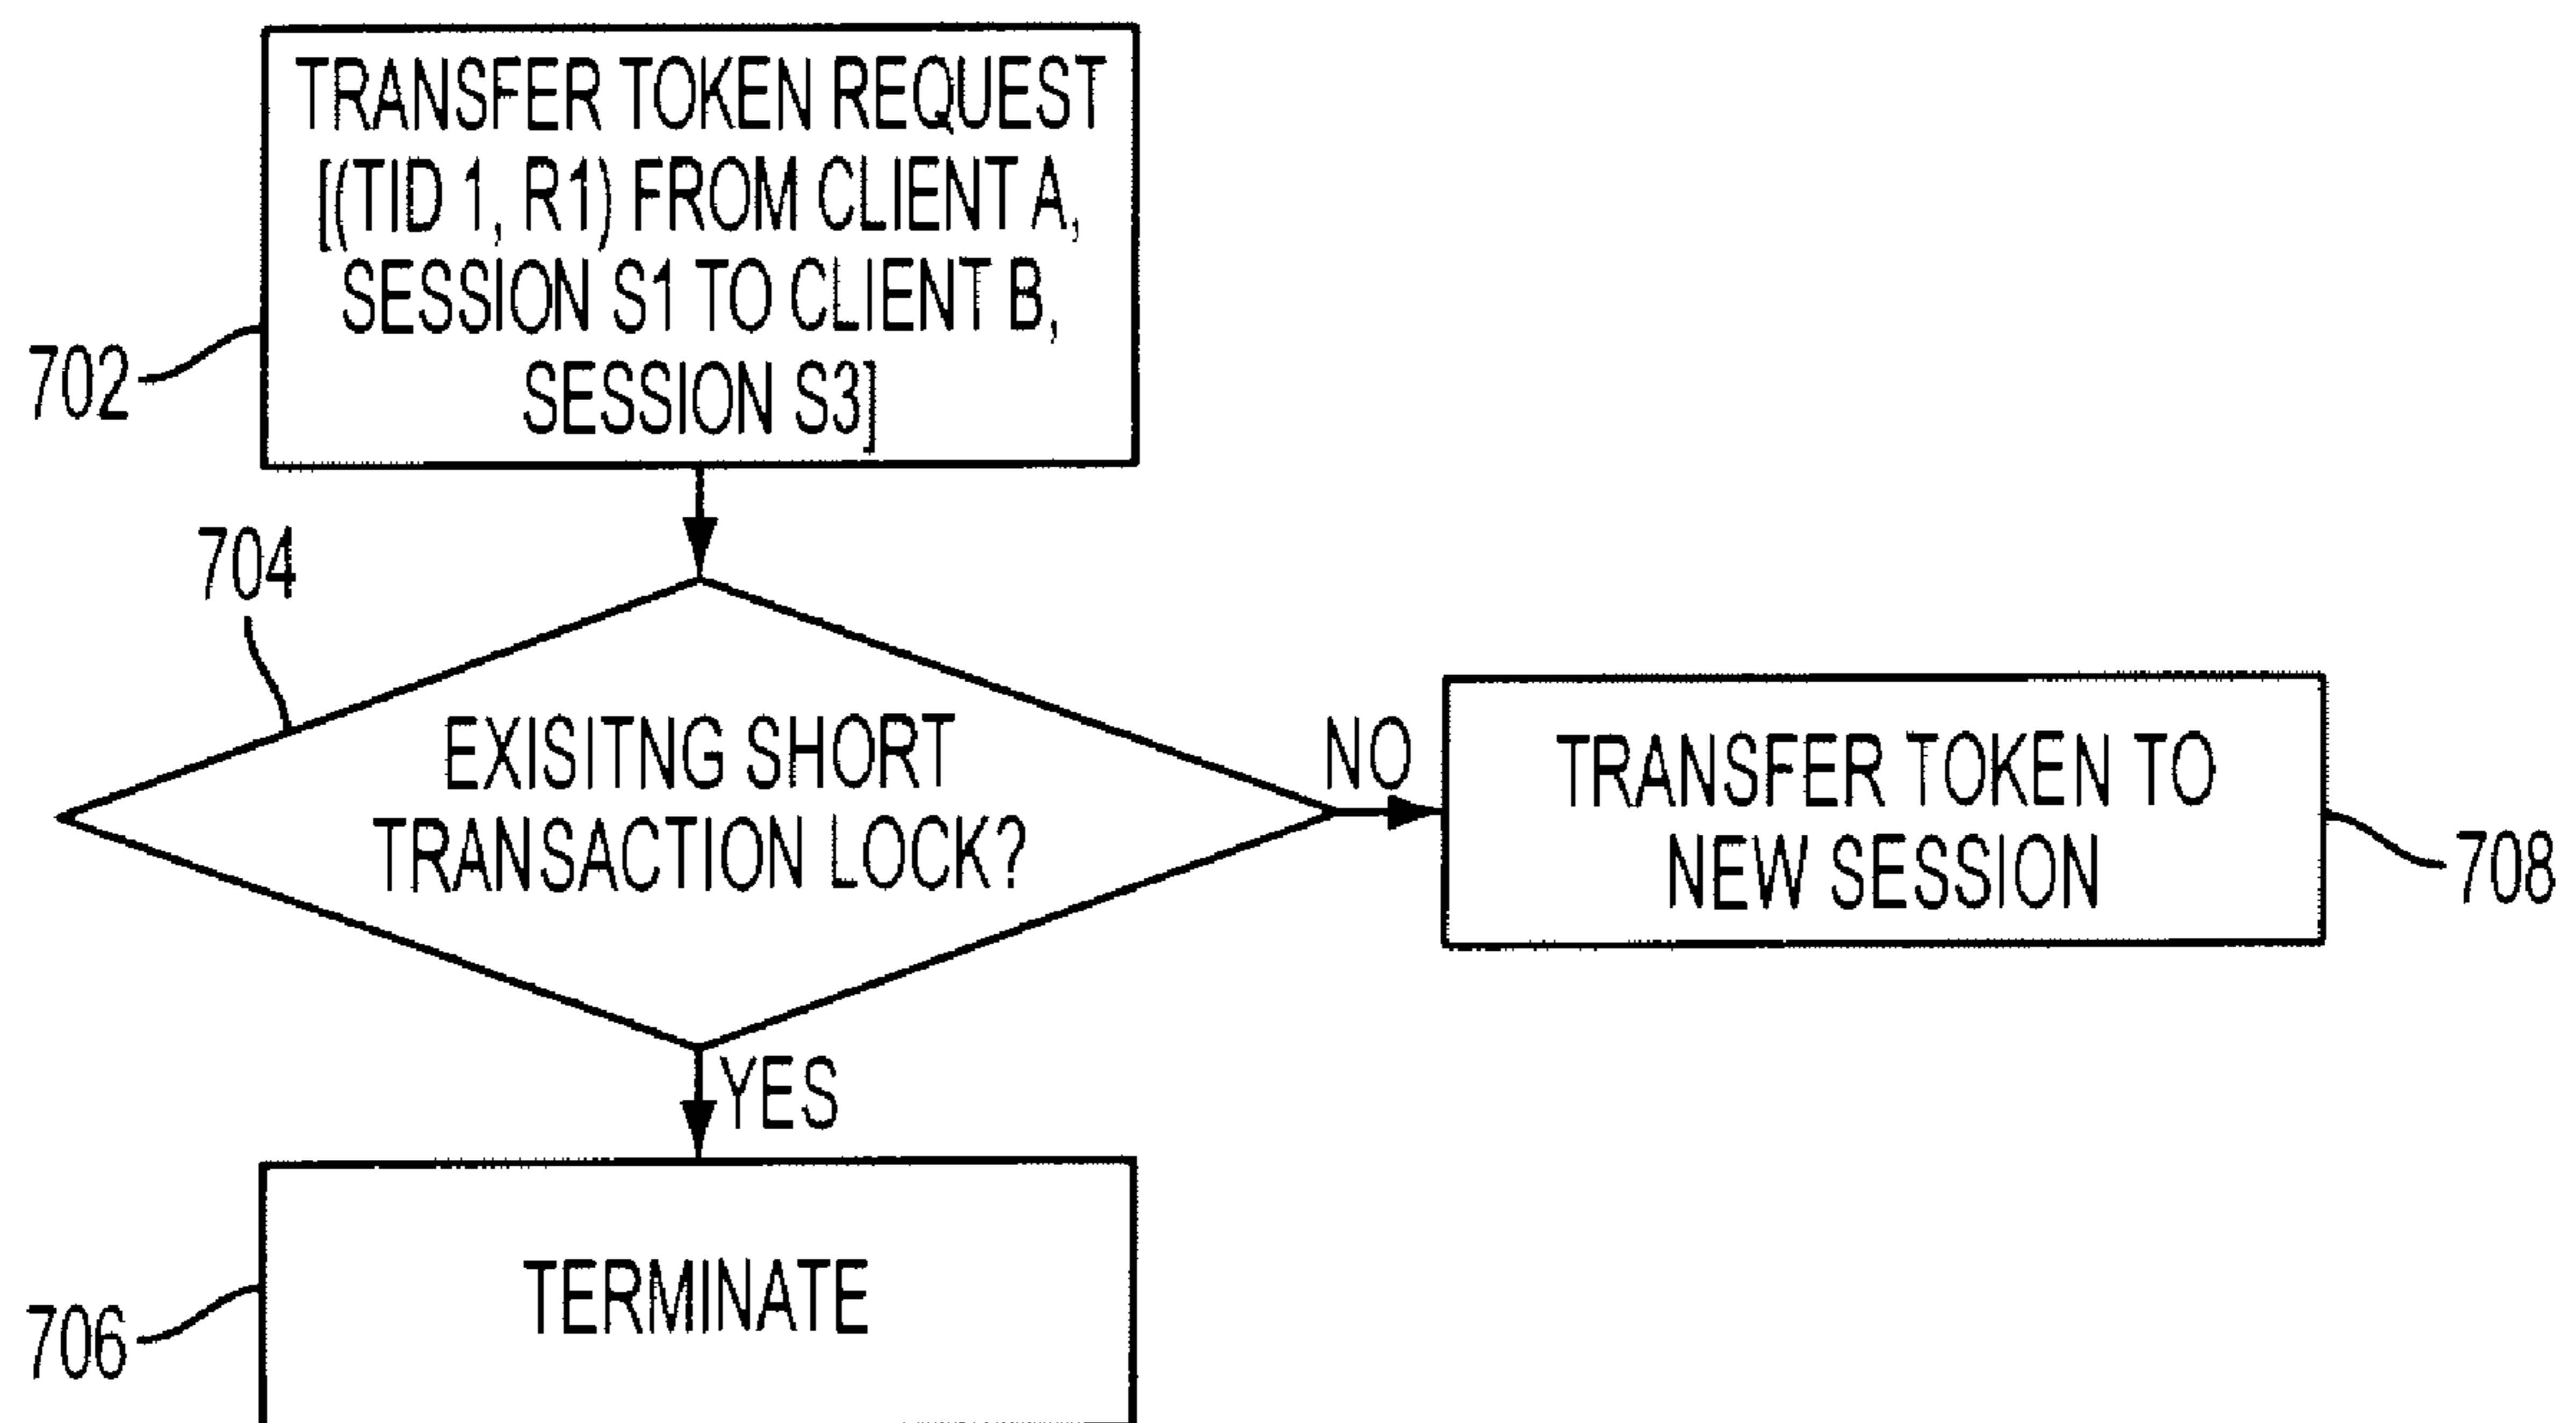 TRANSFER TOKEN REQUEST
[(TID 1, R1) FROM CLIENT A,
SESSION S1 TO CLIENT B,
SESSION S3]
702
704
EXISITNG SHORT
TRANSACTION LOCK?
NO
TRANSFER TOKEN TO
NEW SESSION
708
YES
TERMINATE
706